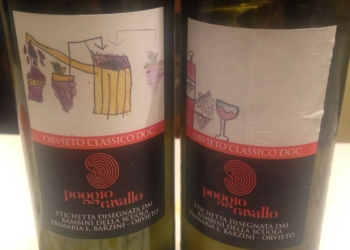 ORVIETO CLASSICO DOC
poggio
cavallo
ETICHETTA DISEGNATA DAI
BAMBINI DELLA SCUOLA
PRIMARIA L. BARZINI - ORVIETO
ORVIETO CLASSICO DOC
poggio
cavallo
ETICHETTA DISEGNATA DAI
BAMBINI DELLA SCUOLA
PRIMARIA L. BARZINI - ORVIETO